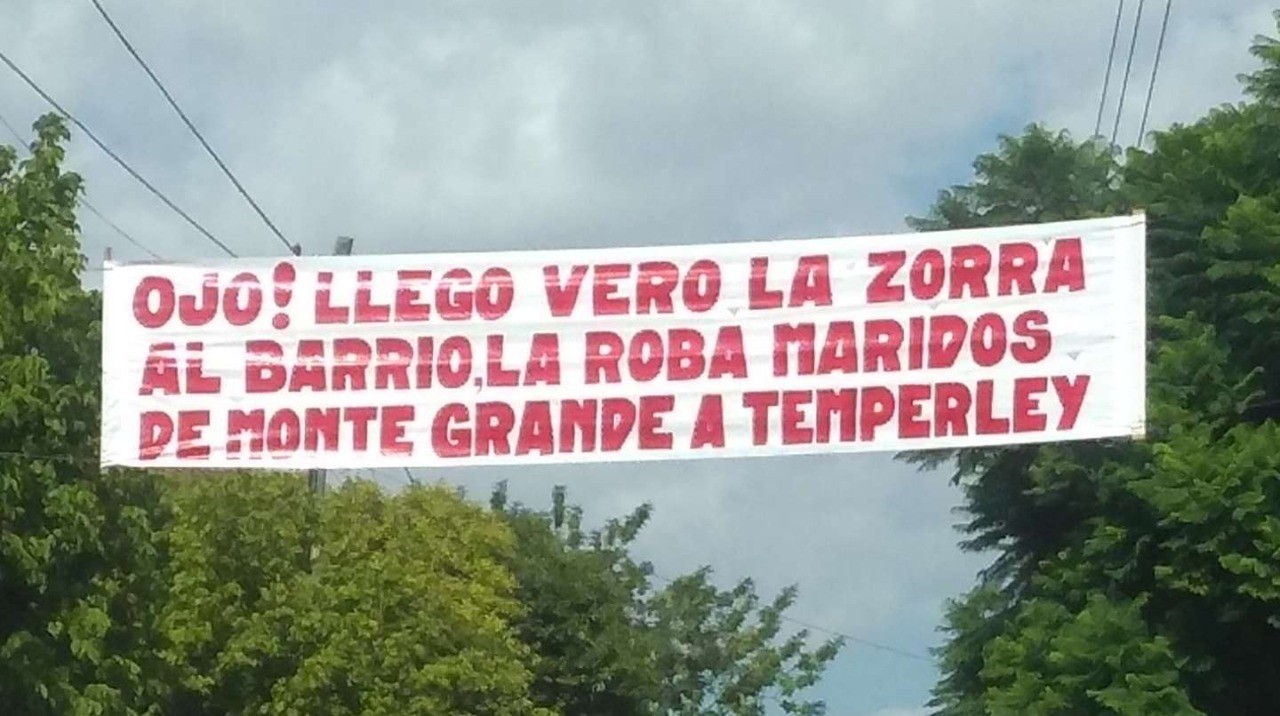 OJO! LLEGO VERO LA ZORRA
AL BARRIO,LA ROBA MARIDOS
DE MONTE GRANDE A TEMPERLEY